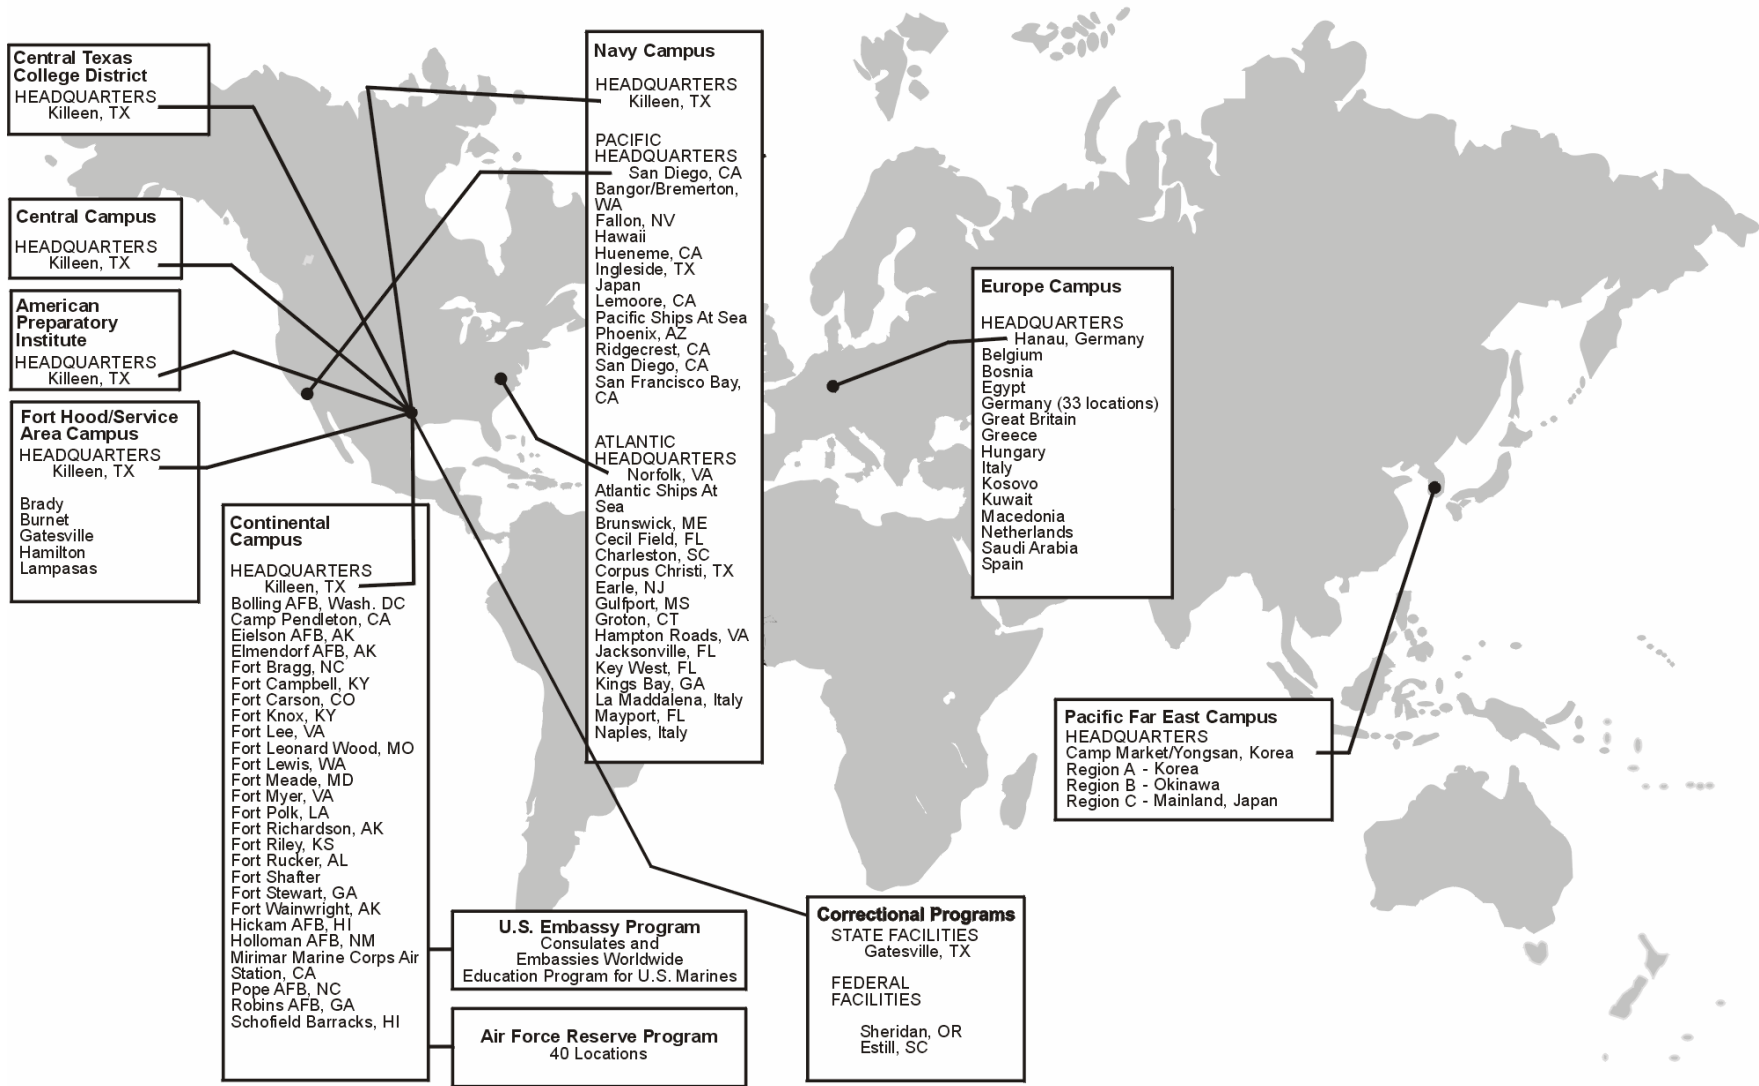 Central Texas
College District
HEADQUARTERS
Killeen, TX
Central Campus
HEADQUARTERS
Killeen, TX
American
Preparatory
Institute
HEADQUARTERS
Killeen, TX
Fort Hood/Service
Area Campus
HEADQUARTERS
Killeen, TX
Brady
Burnet
Gatesville
Hamilton
Lampasas
Continental
Campus
HEADQUARTERS
Killeen, TX
Bolling AFB, Wash. DC
Camp Pendleton, CA
Eielson AFB, AK
Elmendorf AFB, AK
Fort Bragg, NC
Fort Campbell, KY
Fort Carson, CO
Fort Knox, KY
Fort Lee, VA
Fort Leonard Wood, MO
Fort Lewis, WA
Fort Meade, MD
Fort Myer, VA
Fort Polk, LA
Fort Richardson, AK
Fort Riley, KS
Fort Rucker, AL
Fort Shafter
Fort Stewart, GA
Fort Wainwright, AK
Hickam AFB, HI
Holloman AFB, NM
Mirimar Marine Corps Air
Station, CA
Pope AFB, NC
Robins AFB, GA
Schofield Barracks, HI
U.S. Embassy Program
Consulates and
Embassies Worldwide
Education Program for U.S. Marines
Air Force Reserve Program
40 Locations
Navy Campus
HEADQUARTERS
Killeen, TX
PACIFIC
HEADQUARTERS
San Diego, CA
Bangor/Bremerton,
WA
Fallon, NV
Hawaii
Hueneme, CA
Ingleside, TX
Japan
Lemoore, CA
Pacific Ships At Sea
Phoenix, AZ
Ridgecrest, CA
San Diego, CA
San Francisco Bay,
CA
ATLANTIC
HEADQUARTERS
Norfolk, VA
Atlantic Ships At
Sea
Brunswick, ME
Cecil Field, FL
Charleston, SC
Corpus Christi, TX
Earle, NJ
Gulfport, MS
Groton, CT
Hampton Roads, VA
Jacksonville, FL
Key West, FL
Kings Bay, GA
La Maddalena, Italy
Mayport, FL
Naples, Italy
Europe Campus
HEADQUARTERS
Hanau, Germany
Belgium
Bosnia
Egypt
Germany (33 locations)
Great Britain
Greece
Hungary
Italy
Kosovo
Kuwait
Macedonia
Netherlands
Saudi Arabia
Spain
Pacific Far East Campus
HEADQUARTERS
Camp Market/Yongsan, Korea
Region A - Korea
Region B - Okinawa
Region C - Mainland, Japan
Correctional Programs
STATE FACILITIES
Gatesville, TX
FEDERAL
FACILITIES
Sheridan, OR
Estill, SC